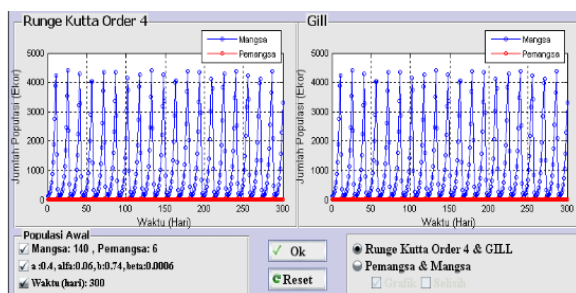 Runge Kutta Order 4
Mangsa
Pemangsa
Jumlah Populasi (Ekor)
6000
5000
4000
3000
2000
1000
0
0 50 100 150 200 250 300
Waktu (Hari)
Gill
Mangsa
Pemangsa
Jumlah Populasi (Ekor)
6000
5000
4000
3000
2000
1000
0
0 50 100 150 200 250 300
Waktu (Hari)
Populasi Awal
Mangsa: 140 , Pemangsa: 6
a :0.4, alfa:0.06, b:0.74, beta:0.0006
Waktu (hari): 300
Ok
Reset
Runge Kutta Order 4 & GILL
Pemangsa & Mangsa
Grafik